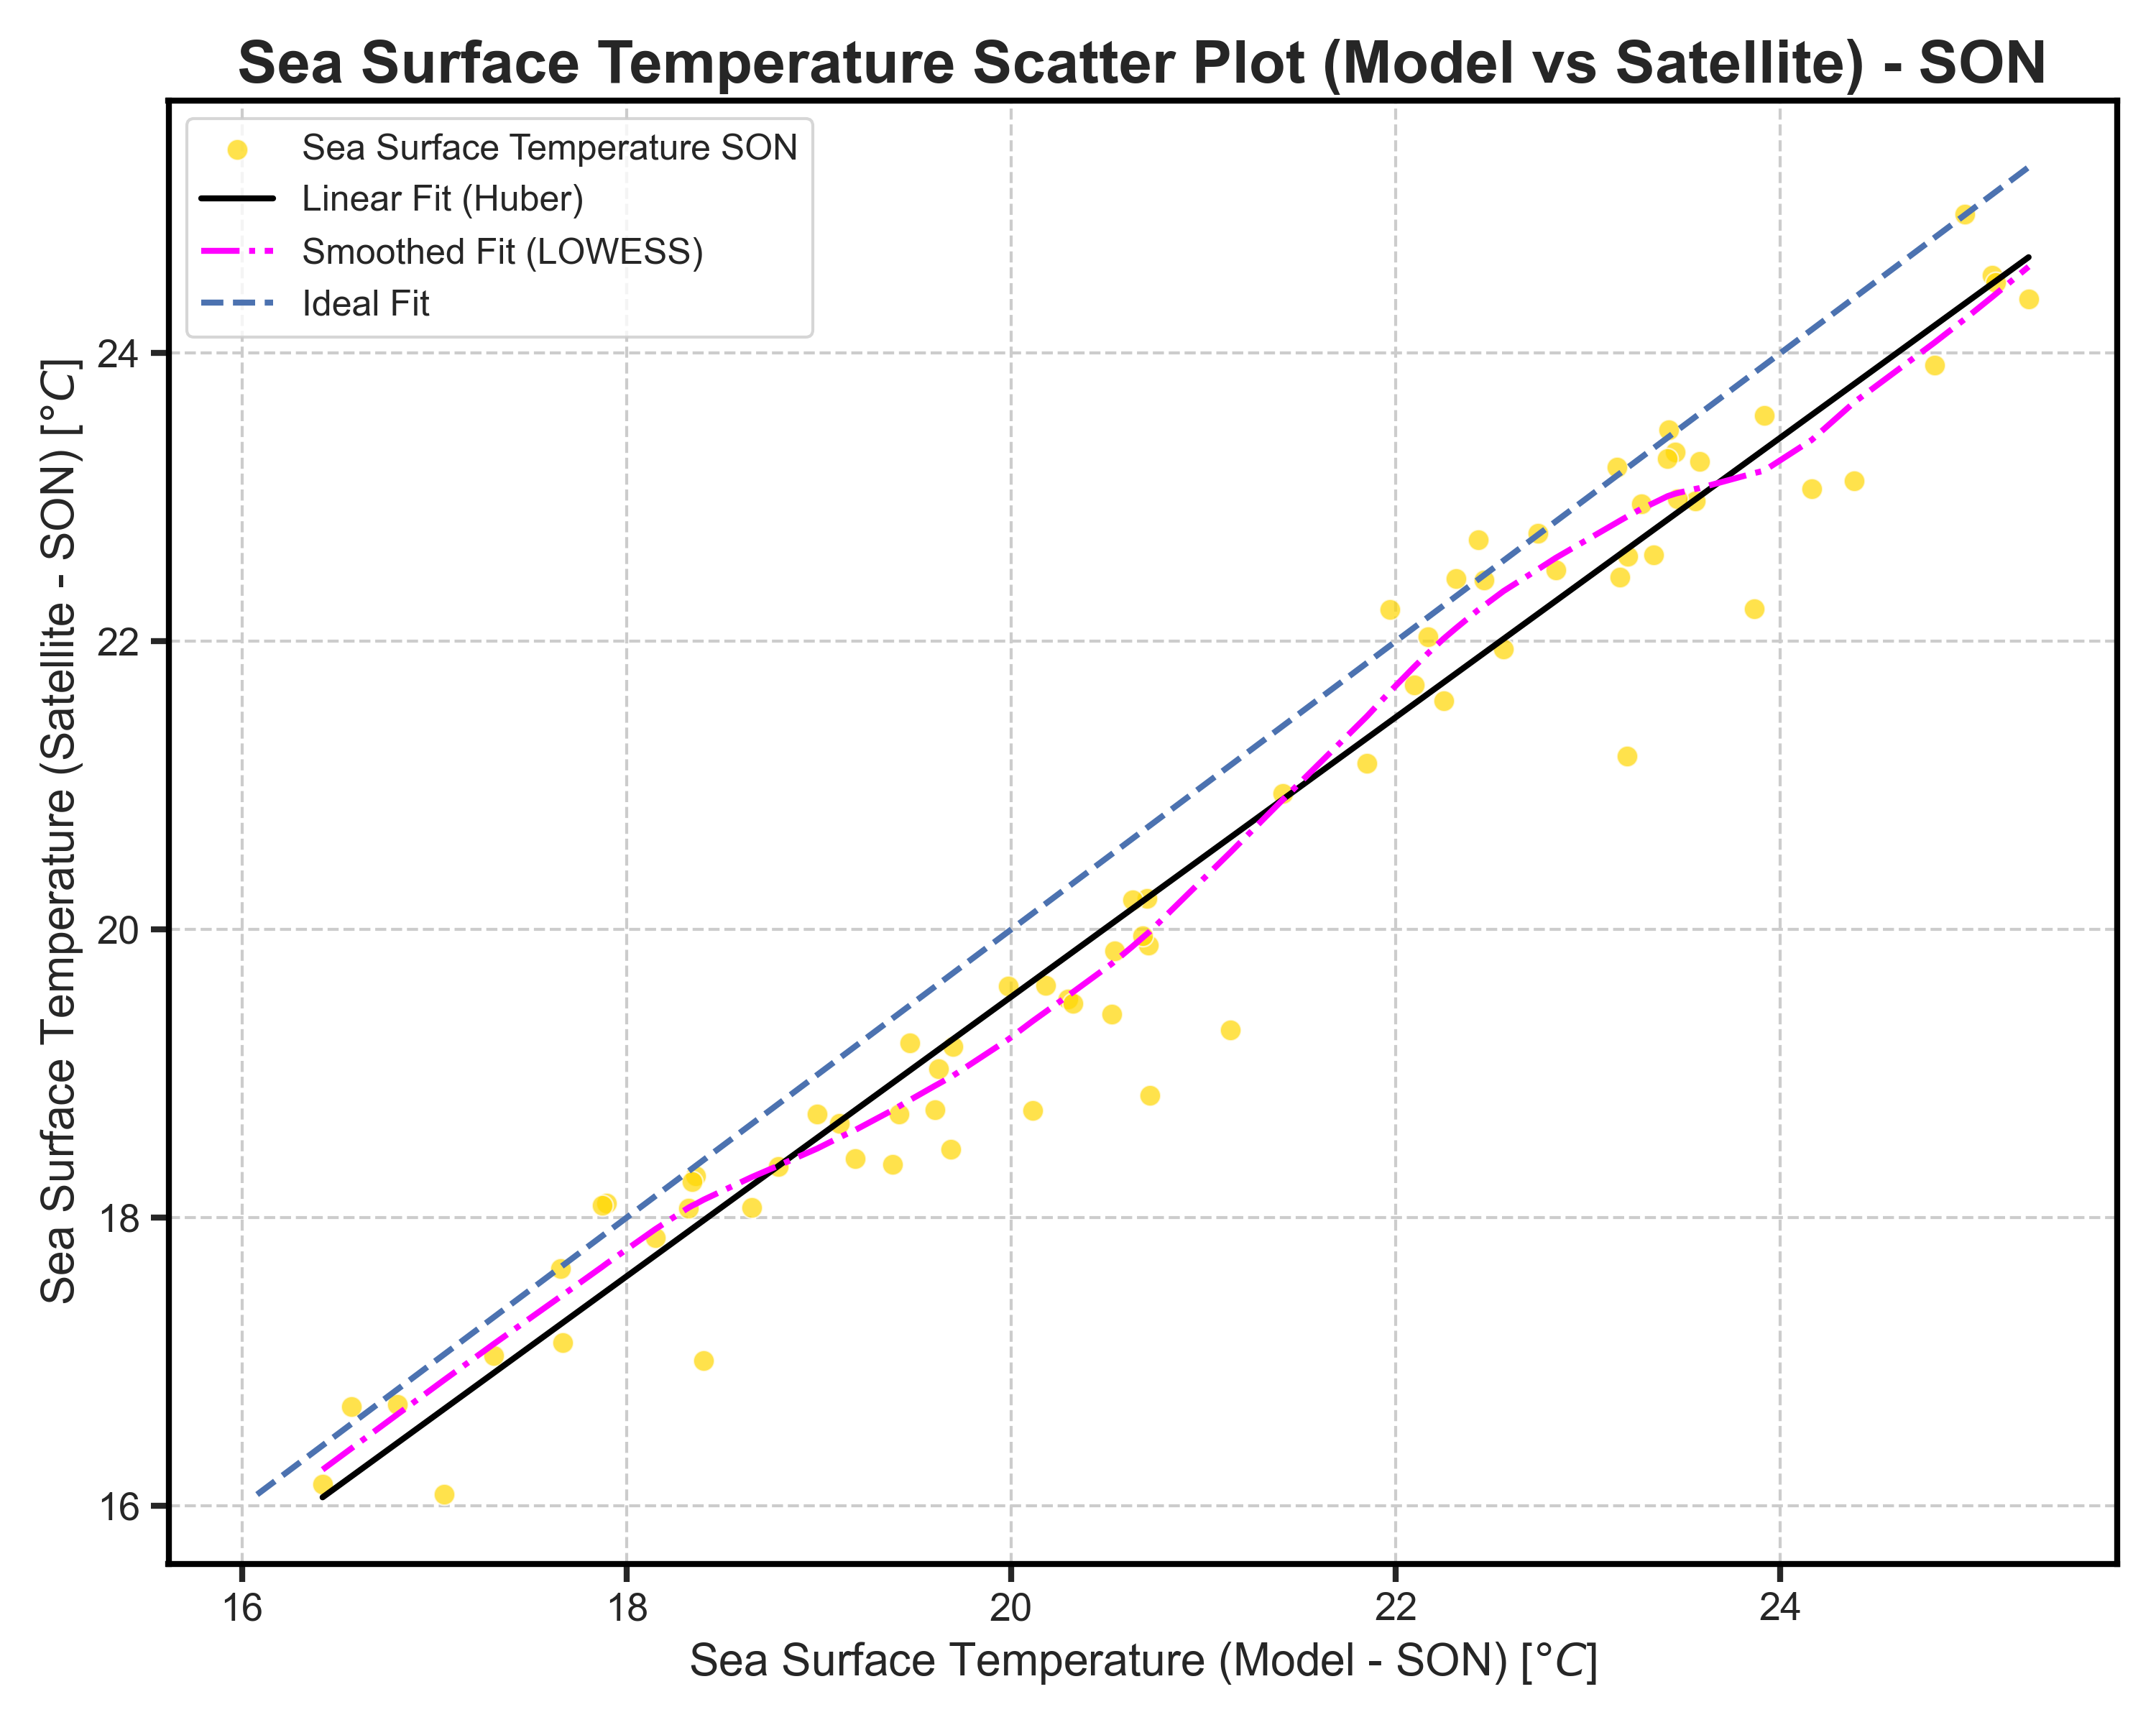 Sea Surface Temperature Scatter Plot (Model vs Satellite) - SON
Sea Surface Temperature SON
Linear Fit (Huber)
Smoothed Fit (LOWESS)
Ideal Fit
Sea Surface Temperature (Satellite - SON) [°C]
24
22
20
18
16
16 18 20 22 24
Sea Surface Temperature (Model - SON) [°C]